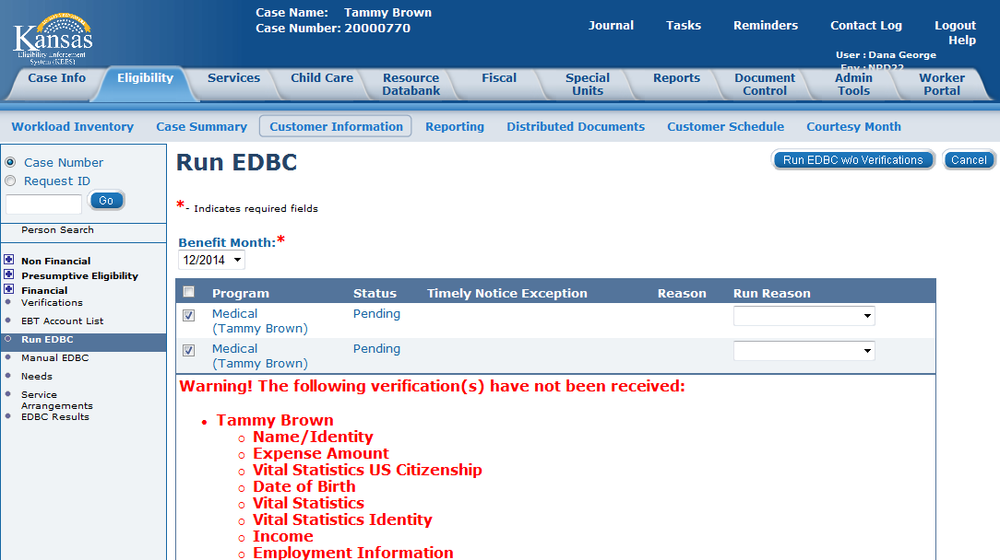 Kansas
Eligibility Enforcement
System (KEES)
Case Name: Tammy Brown
Case Number: 20000770
Journal Tasks Reminders Contact Log Logout
Help
User : Dana George
Env : NPD22
Case Info Eligibility Services Child Care Resource Databank Fiscal Special Units Reports Document Control Admin Tools Worker Portal
Workload Inventory Case Summary Customer Information Reporting Distributed Documents Customer Schedule Courtesy Month
Case Number
Request ID
Go
Person Search
Non Financial
Presumptive Eligibility
Financial
Verifications
EBT Account List
Run EDBC
Manual EDBC
Needs
Service
Arrangements
EDBC Results
Run EDBC
Run EDBC w/o Verifications Cancel
*- Indicates required fields
Benefit Month:*
12/2014
Program Status Timely Notice Exception Reason Run Reason
Medical Pending
(Tammy Brown)
Medical Pending
(Tammy Brown)
Warning! The following verification(s) have not been received:
Tammy Brown
Name/Identity
Expense Amount
Vital Statistics US Citizenship
Date of Birth
Vital Statistics
Vital Statistics Identity
Income
Employment Information